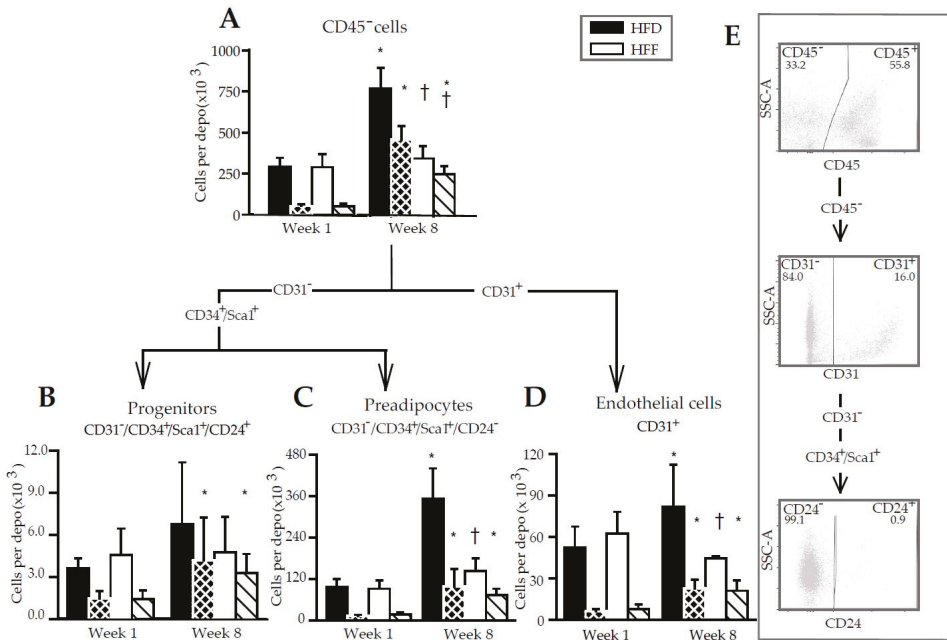 A
CD45⁻cells
HFD
HFF
Cells per depo(x10 3)
1000
750
500
250
0
*
*
†
*
†
Week 1
Week 8
CD31⁻
CD31⁺
CD34⁺/Sca1⁺
B
Progenitors
CD31⁻/CD34⁺/Sca1⁺/CD24⁺
Cells per depo(x10 3)
12.0
9.0
6.0
3.0
0.0
*
*
Week 1
Week 8
C
Preadipocytes
CD31⁻/CD34⁺/Sca1⁺/CD24⁻
Cells per depo(x10 3)
480
360
240
120
0
*
*
†
*
Week 1
Week 8
D
Endothelial cells
CD31⁺
Cells per depo (x10 3)
120
90
60
30
0
*
*
†
*
Week 1
Week 8
E
CD45⁻
33.2
CD45⁺
55.8
SSC-A
CD45
CD45⁻
CD31⁻
84.0
CD31⁺
16.0
SSC-A
CD31
CD31⁻
CD34⁺/Sca1⁺
CD24⁻
99.1
CD24⁺
0.9
SSC-A
CD24